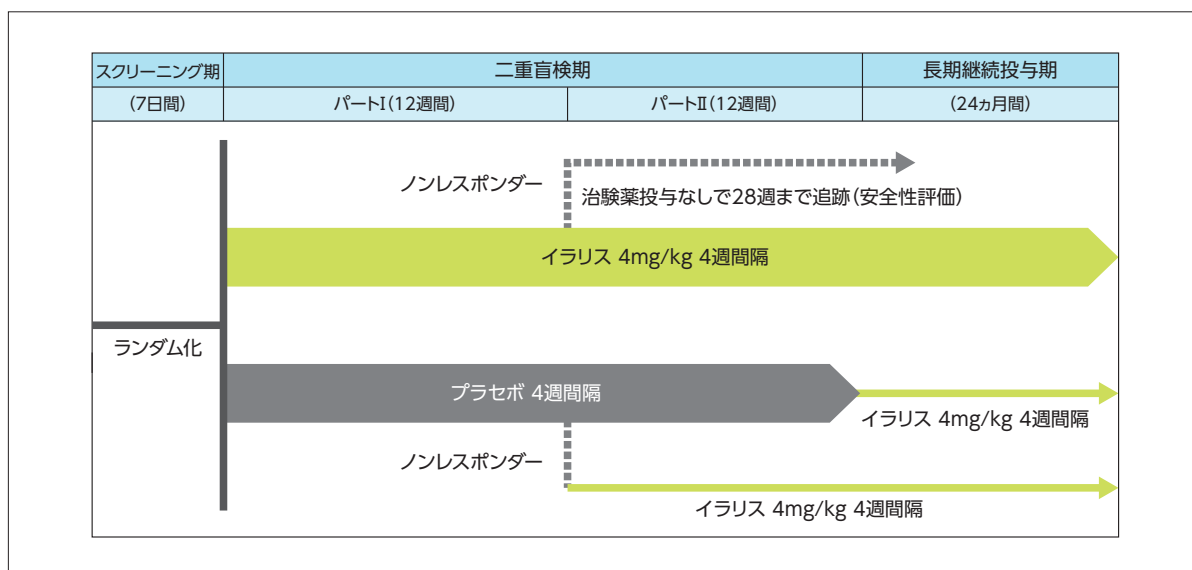 スクリーニング期
二重盲検期
長期継続投与期
(7日間)
パートI(12週間)
パートⅡ(12週間)
(24ヵ月間)
ノンレスポンダー
治験薬投与なしで28週まで追跡(安全性評価)
イラリス 4mg/kg 4週間隔
ランダム化
プラセボ 4週間隔
イラリス 4mg/kg 4週間隔
ノンレスポンダー
イラリス 4mg/kg 4週間隔